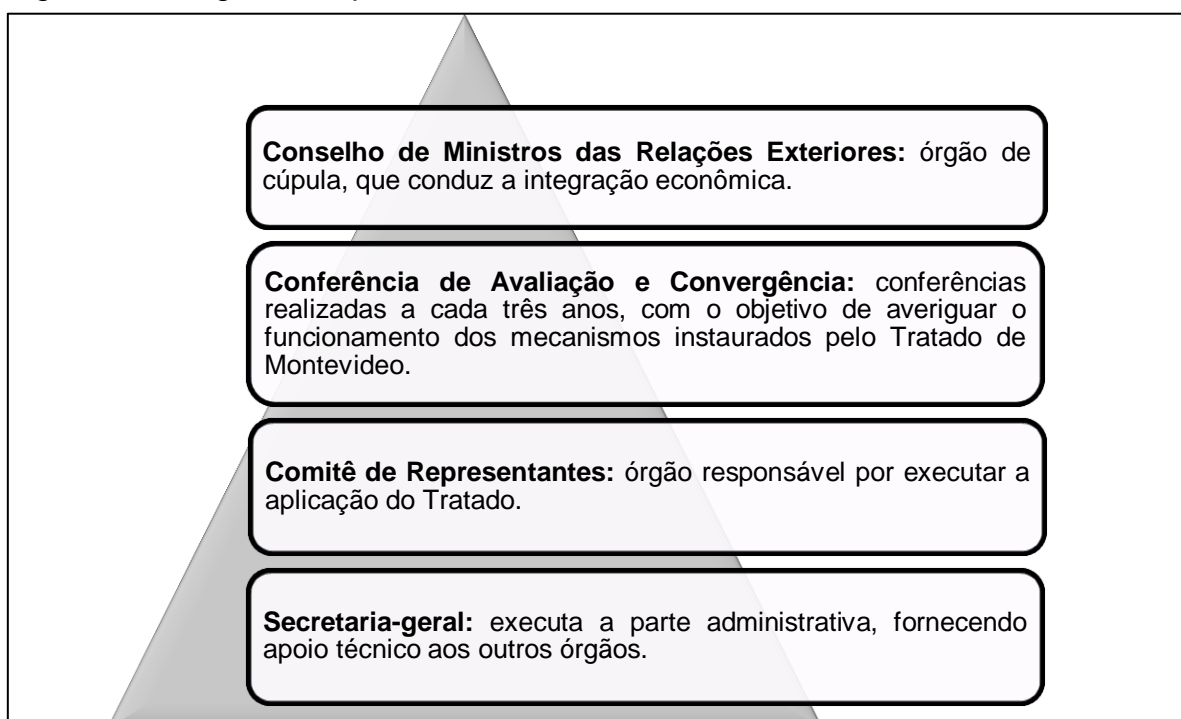 Conselho de Ministros das Relações Exteriores: órgão de
cúpula, que conduz a integração econômica.
Conferência de Avaliação e Convergência: conferências
realizadas a cada três anos, com o objetivo de averiguar o
funcionamento dos mecanismos instaurados pelo Tratado de
Montevideo.
Comitê de Representantes: órgão responsável por executar a
aplicação do Tratado.
Secretaria-geral: executa a parte administrativa, fornecendo
apoio técnico aos outros órgãos.